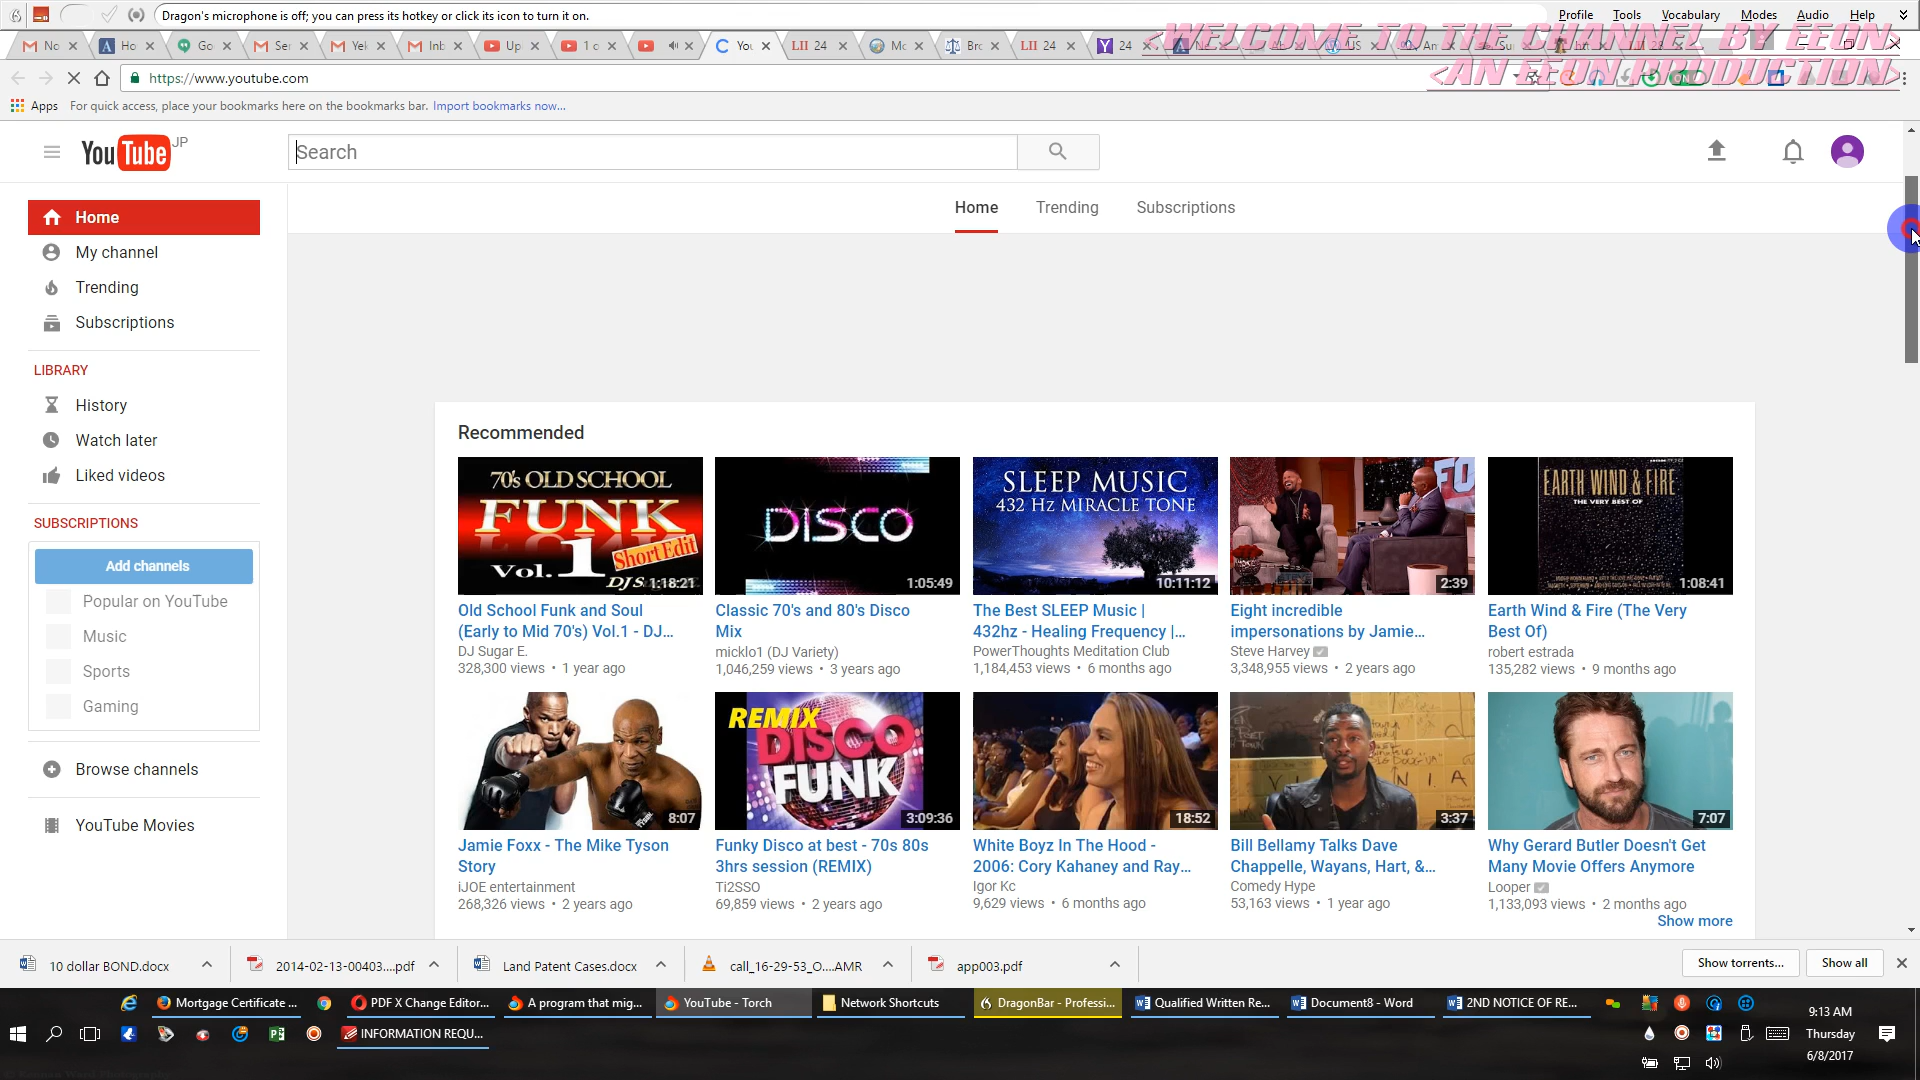 Dragon's microphone is off; you can press its hotkey or click its icon to turn it on.
Profile Tools Vocabulary Modes Audio Help
<WELCOME TO THE CHANNEL BY EEON>
<AN EEON PRODUCTION>
No Ho Go Ser Yel Inb Up 1 c You LII 24 Mc Brc LII 24 24
https://www.youtube.com
Apps For quick access, place your bookmarks here on the bookmarks bar. Import bookmarks now...
YouTube JP
Search
Home Trending Subscriptions
Home
My channel
Trending
Subscriptions
LIBRARY
History
Watch later
Liked videos
SUBSCRIPTIONS
Add channels
Popular on YouTube
Music
Sports
Gaming
Browse channels
YouTube Movies
Recommended
70's OLD SCHOOL
FUNK
Vol.1 Short Edit
1:18:21
Old School Funk and Soul
(Early to Mid 70's) Vol.1 - DJ...
DJ Sugar E.
328,300 views • 1 year ago
DISCO
1:05:49
Classic 70's and 80's Disco
Mix
micklo1 (DJ Variety)
1,046,259 views • 3 years ago
SLEEP MUSIC
432 HZ MIRACLE TONE
10:11:12
The Best SLEEP Music |
432hz - Healing Frequency |...
PowerThoughts Meditation Club
1,184,453 views • 6 months ago
2:39
Eight incredible
impersonations by Jamie...
Steve Harvey
3,348,955 views • 2 years ago
EARTH WIND & FIRE
THE VERY BEST OF
1:08:41
Earth Wind & Fire (The Very
Best Of)
robert estrada
135,282 views • 9 months ago
8:07
Jamie Foxx - The Mike Tyson
Story
iJOE entertainment
268,326 views • 2 years ago
REMIX
DISCO
FUNK
3:09:36
Funky Disco at best - 70s 80s
3hrs session (REMIX)
Ti2SSO
69,859 views • 2 years ago
18:52
White Boyz In The Hood -
2006: Cory Kahaney and Ray...
Igor Kc
9,629 views • 6 months ago
3:37
Bill Bellamy Talks Dave
Chappelle, Wayans, Hart, &...
Comedy Hype
53,163 views • 1 year ago
7:07
Why Gerard Butler Doesn't Get
Many Movie Offers Anymore
Looper
1,133,093 views • 2 months ago
Show more
10 dollar BOND.docx 2014-02-13-00403....pdf Land Patent Cases.docx call_16-29-53_O....AMR app003.pdf Show torrents... Show all
Mortgage Certificate ... PDF X Change Editor... A program that mig... YouTube - Torch Network Shortcuts DragonBar - Professi... Qualified Written Re... Document8 - Word 2ND NOTICE OF RE...
INFORMATION REQU...
9:13 AM
Thursday
6/8/2017